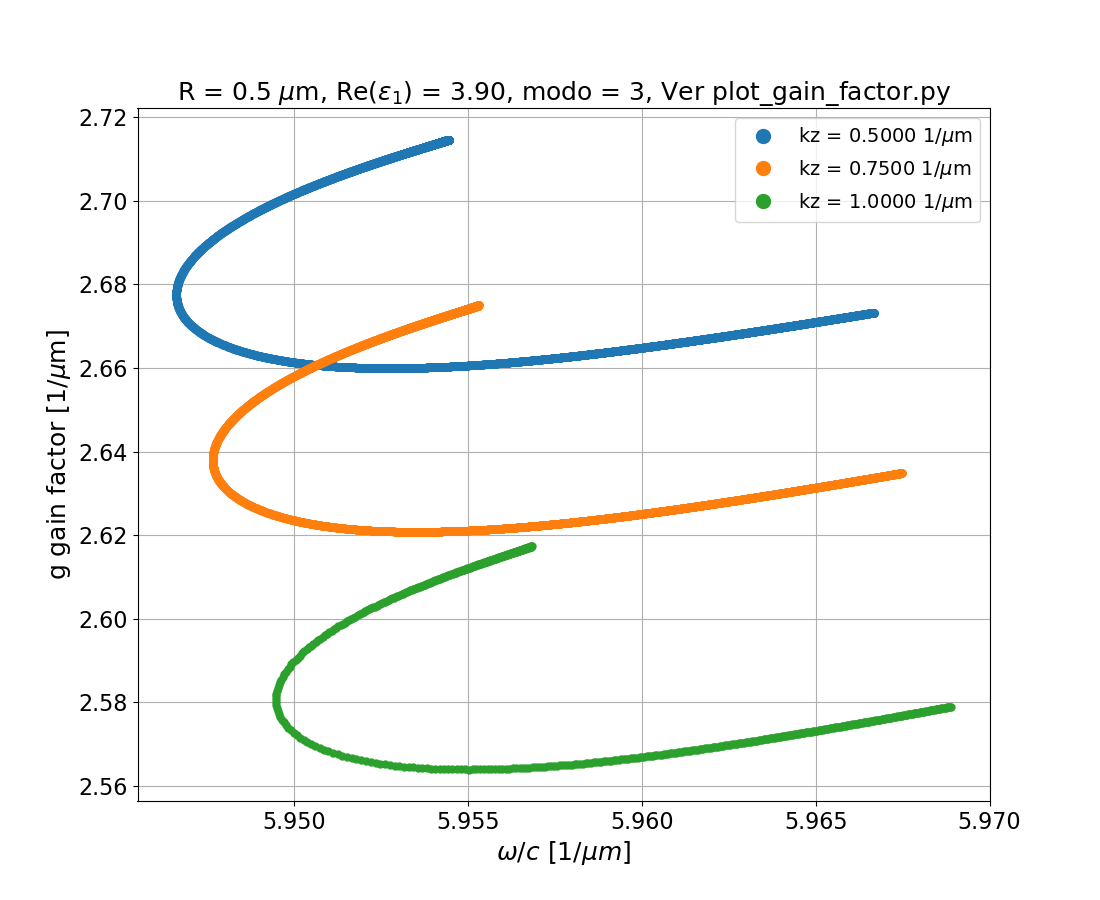 R = 0.5 μm, Re(ε₁) = 3.90, modo = 3, Ver plot_gain_factor.py
kz = 0.5000 1/μm
kz = 0.7500 1/μm
kz = 1.0000 1/μm
g gain factor [1/μm]
2.72
2.70
2.68
2.66
2.64
2.62
2.60
2.58
2.56
5.950 5.955 5.960 5.965 5.970
ω/c [1/μm]